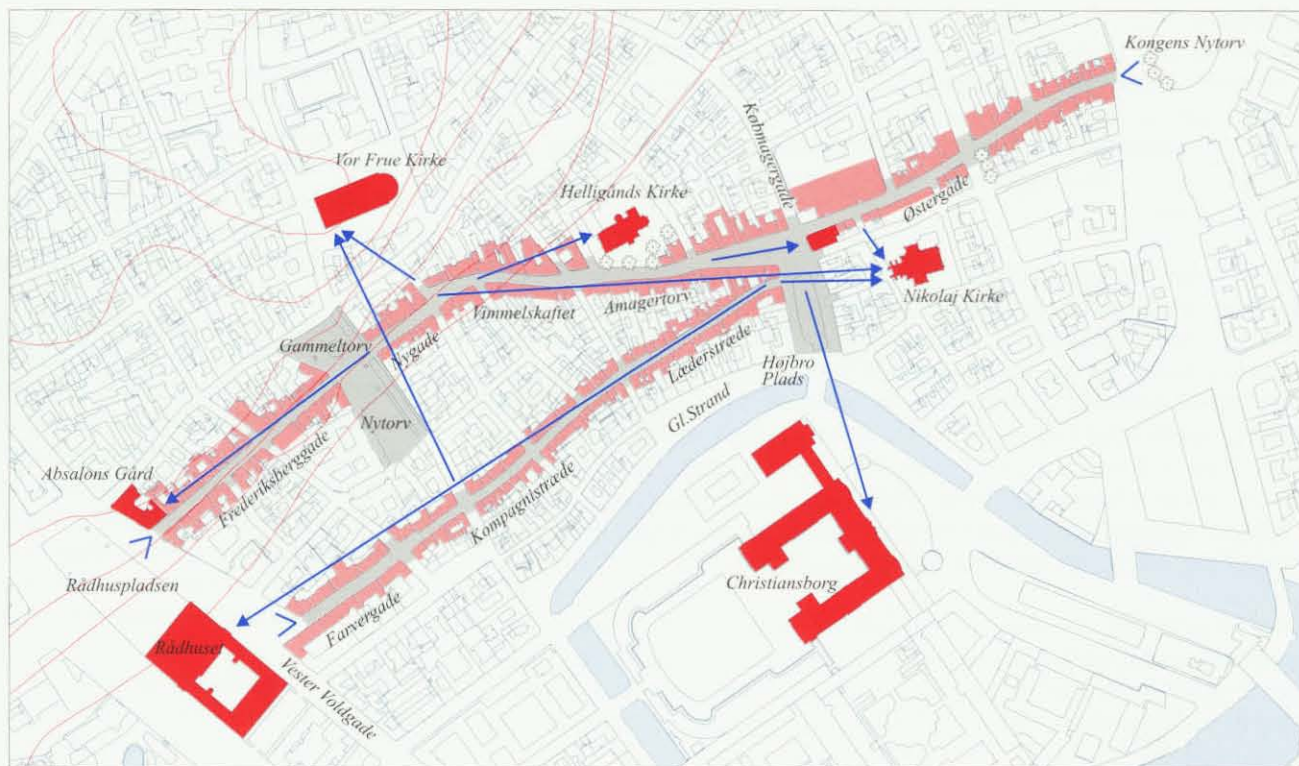 Kongens Nytorv
Købmagergade
Vor Frue Kirke
Helligånds Kirke
Østergade
Nikolaj Kirke
Vimmelskaftet
Amagertorv
Gammeltorv
Nygade
Læderstræde
Højbro
Plads
Gl.Strand
Nytorv
Absalons Gård
Frederiksberggade
Kompagnistræde
Rådhuspladsen
Christiansborg
Farvergade
Rådhuset
Vester Voldgade